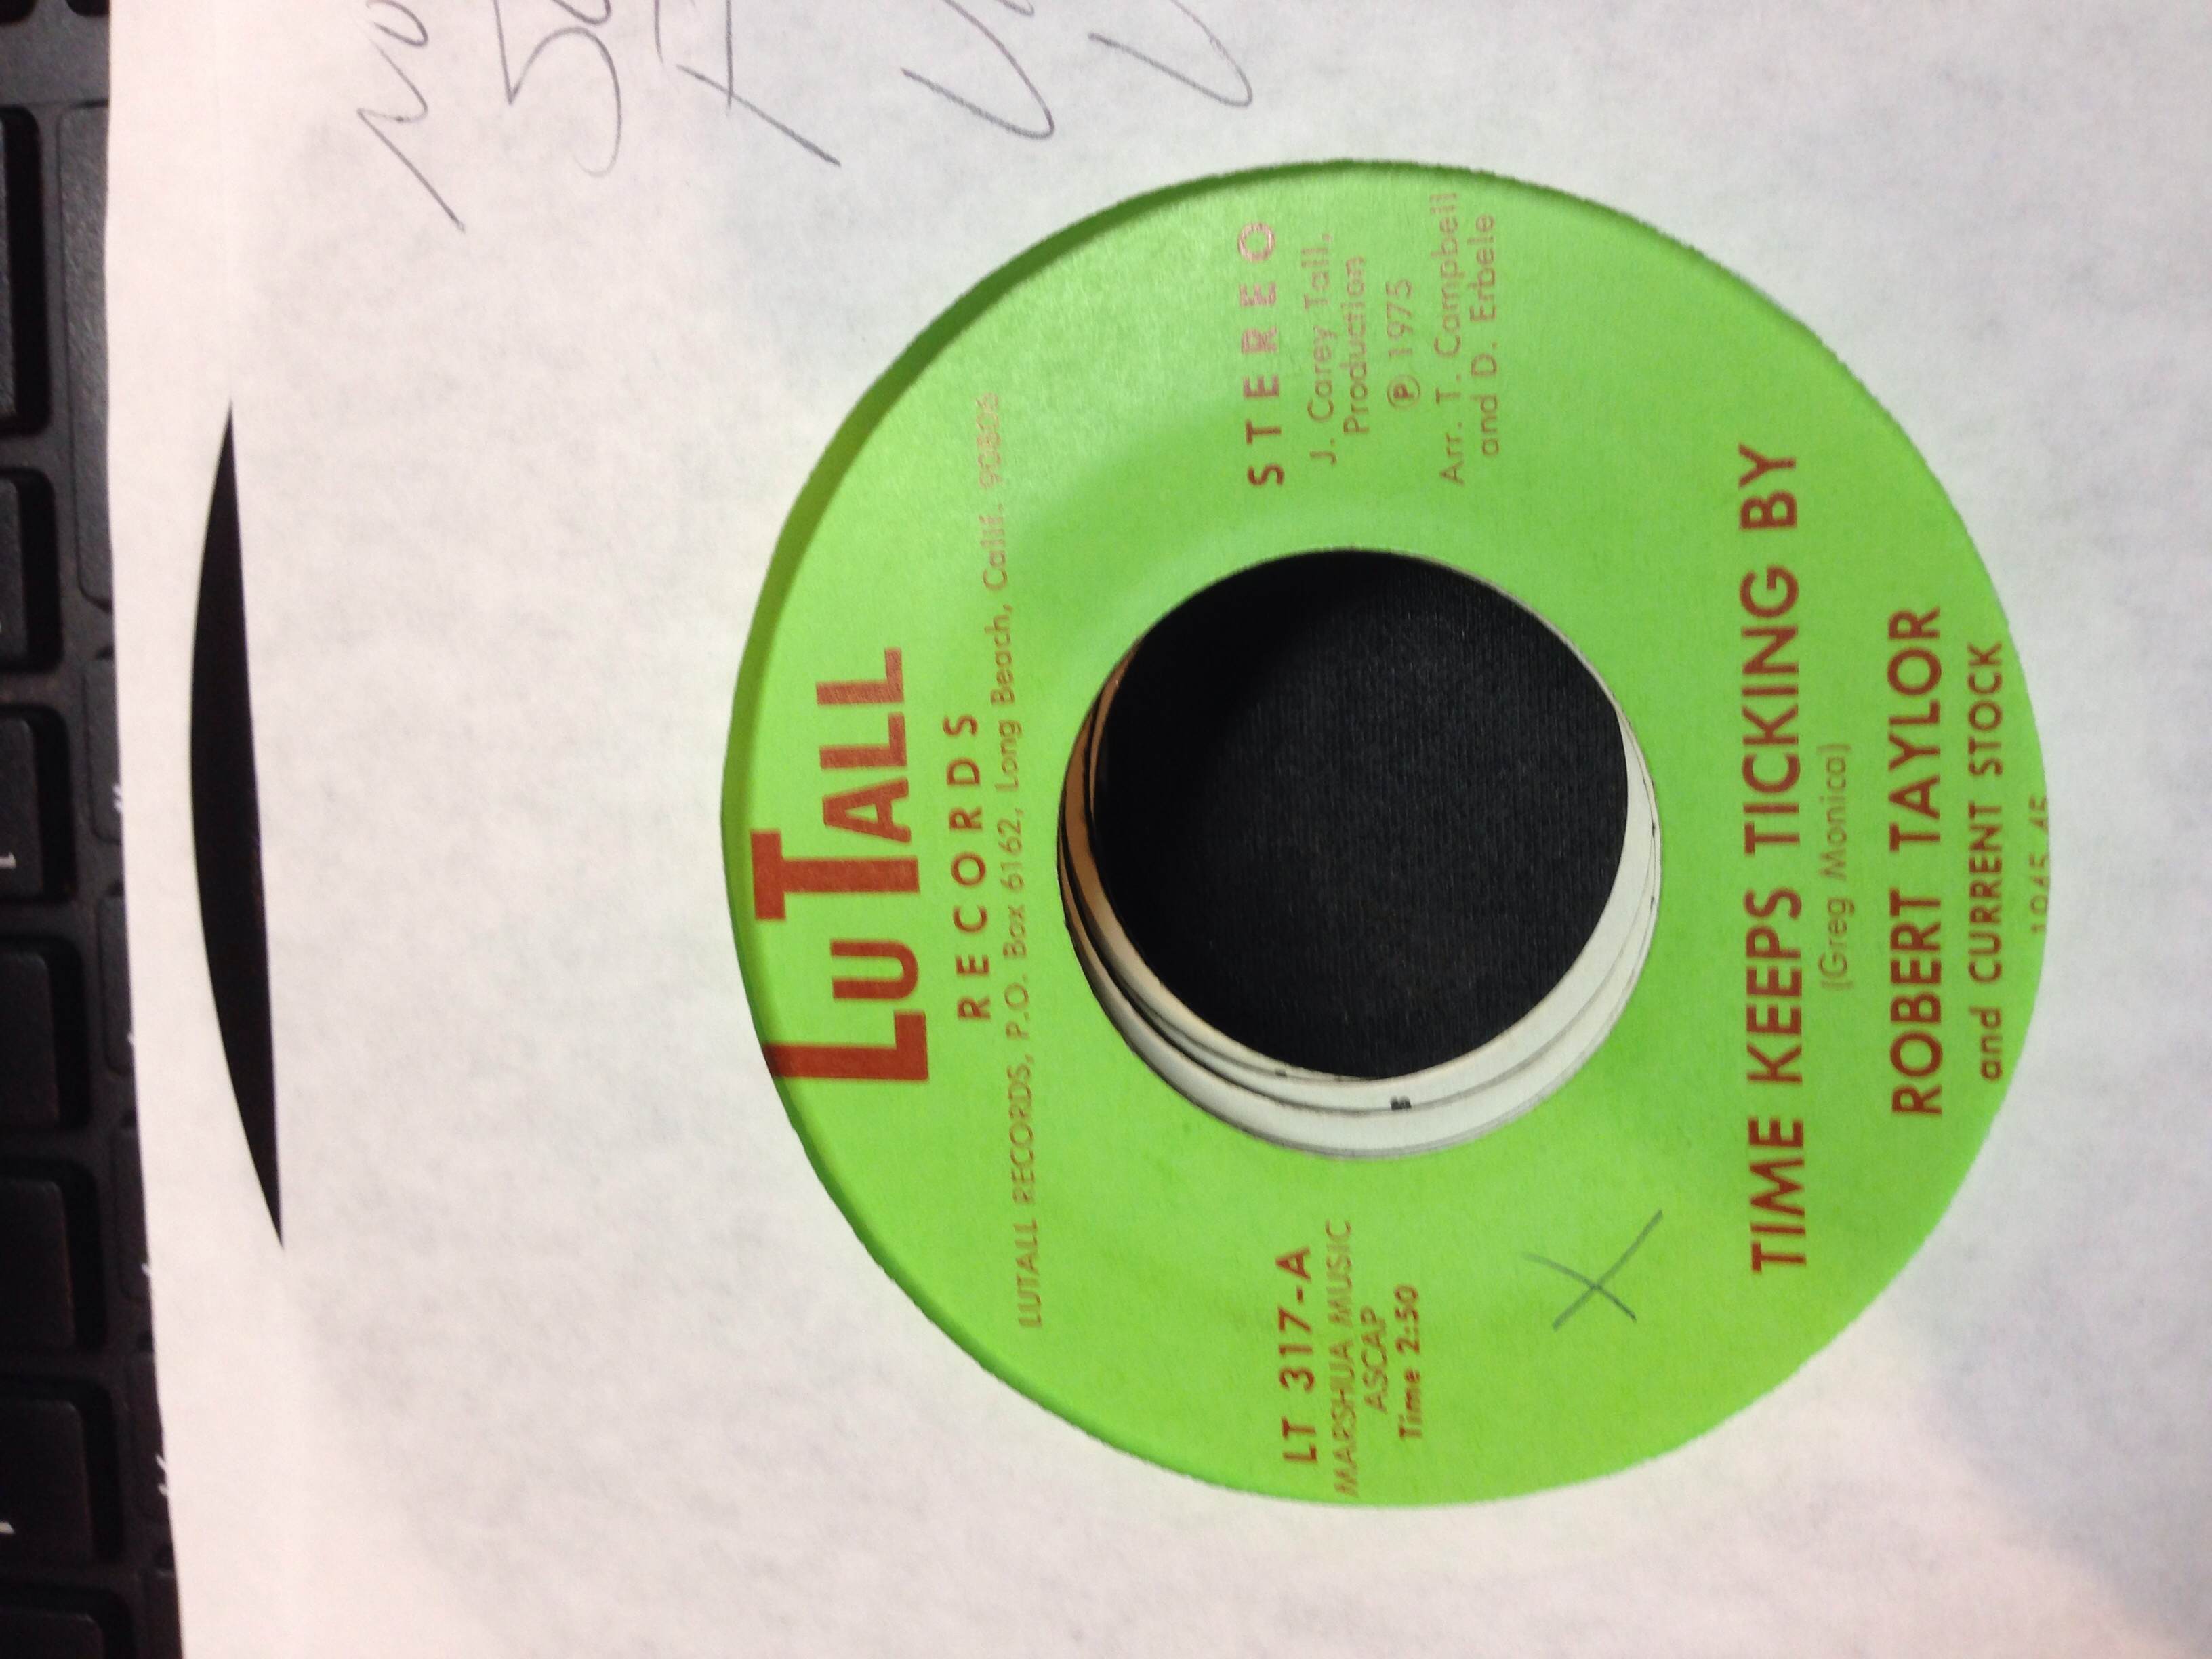 LUTALL
RECORDS
LUTALL RECORDS, P.O. Box 6162, Long Beach, Calif. 90806
LT 317-A
MARSHUA MUSIC
ASCAP
Time 2:50
STEREO
J. Carey Tall,
Production
℗ 1975
Arr. T. Campbell
and D. Erbele
X
TIME KEEPS TICKING BY
(Greg Monica)
ROBERT TAYLOR
and CURRENT STOCK